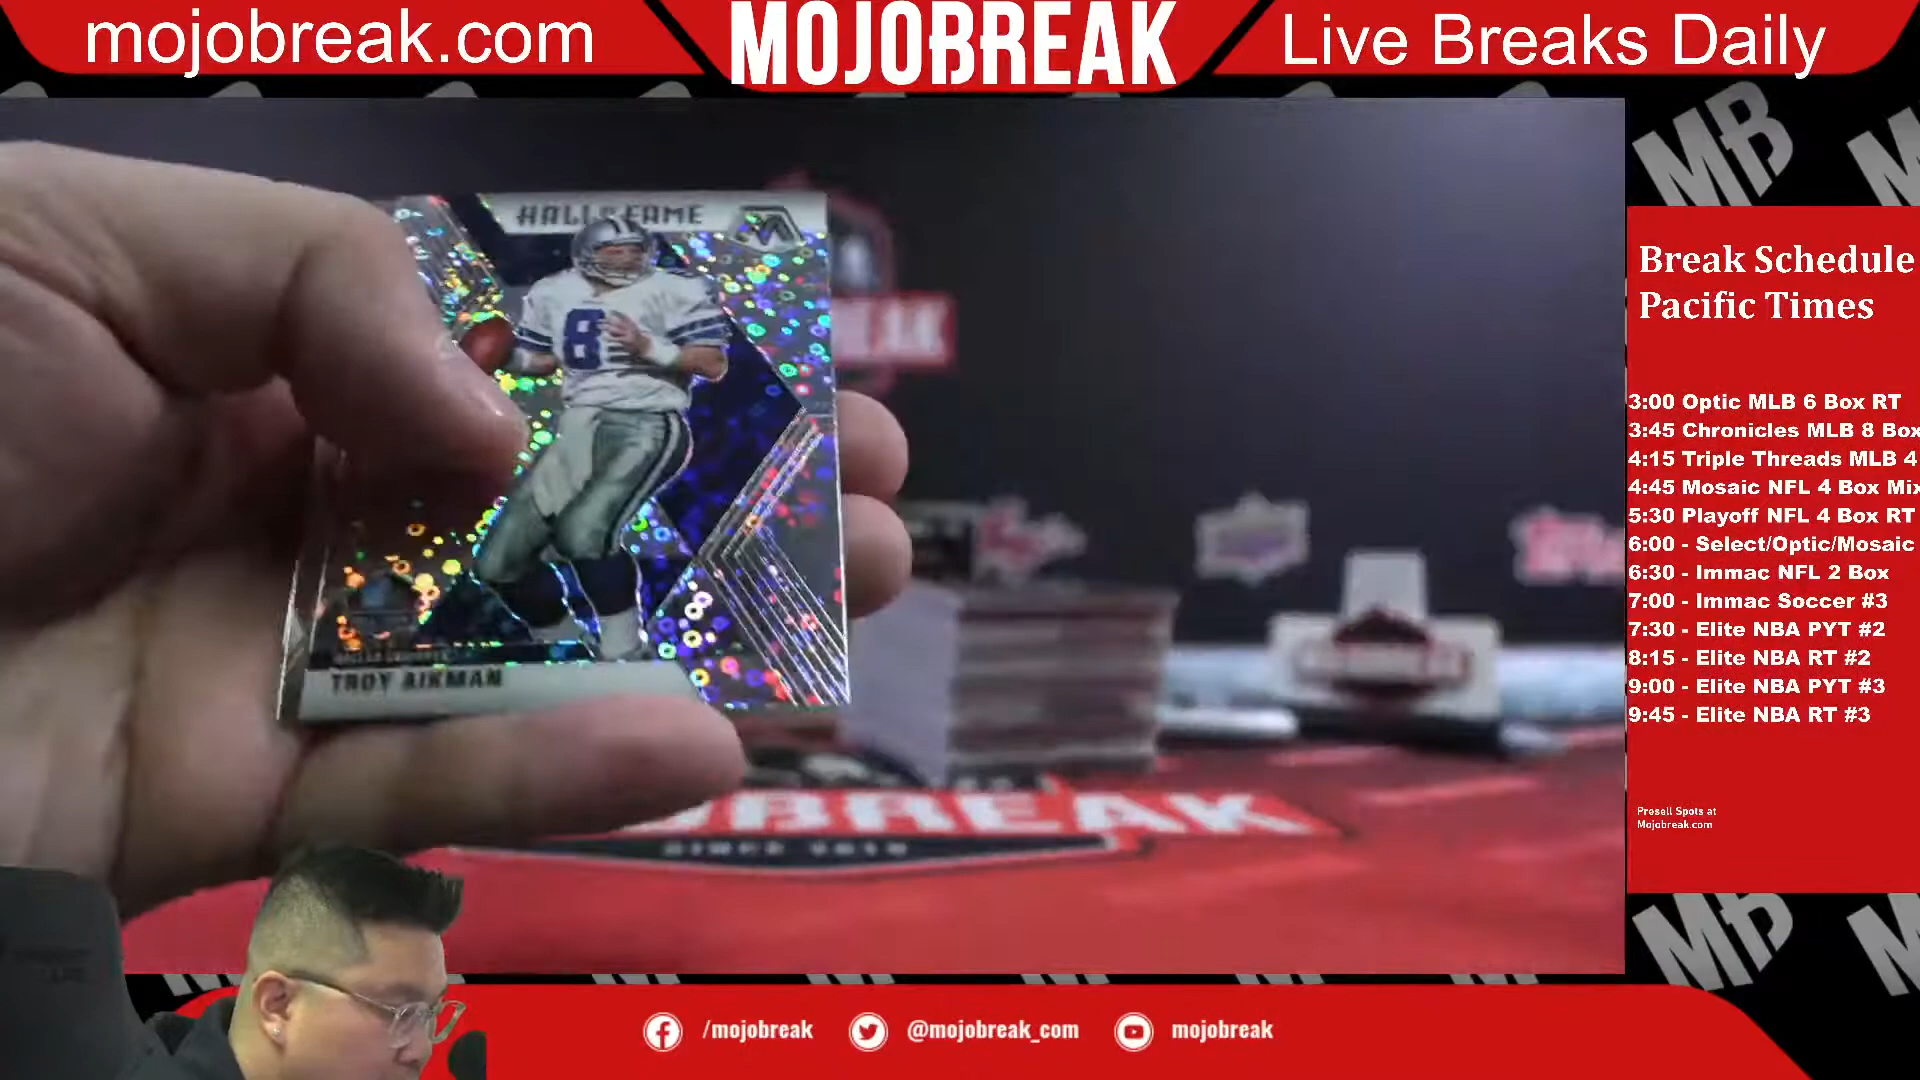 mojobreak.com
MOJOBREAK
Live Breaks Daily
HALL OF FAME
8
TROY AIKMAN
BREAK
Break Schedule
Pacific Times
3:00 Optic MLB 6 Box RT
3:45 Chronicles MLB 8 Box
4:15 Triple Threads MLB 4
4:45 Mosaic NFL 4 Box Mix
5:30 Playoff NFL 4 Box RT
6:00 - Select/Optic/Mosaic
6:30 - Immac NFL 2 Box
7:00 - Immac Soccer #3
7:30 - Elite NBA PYT #2
8:15 - Elite NBA RT #2
9:00 - Elite NBA PYT #3
9:45 - Elite NBA RT #3
Presell Spots at
Mojobreak.com
MB
MB
/mojobreak
@mojobreak_com
mojobreak